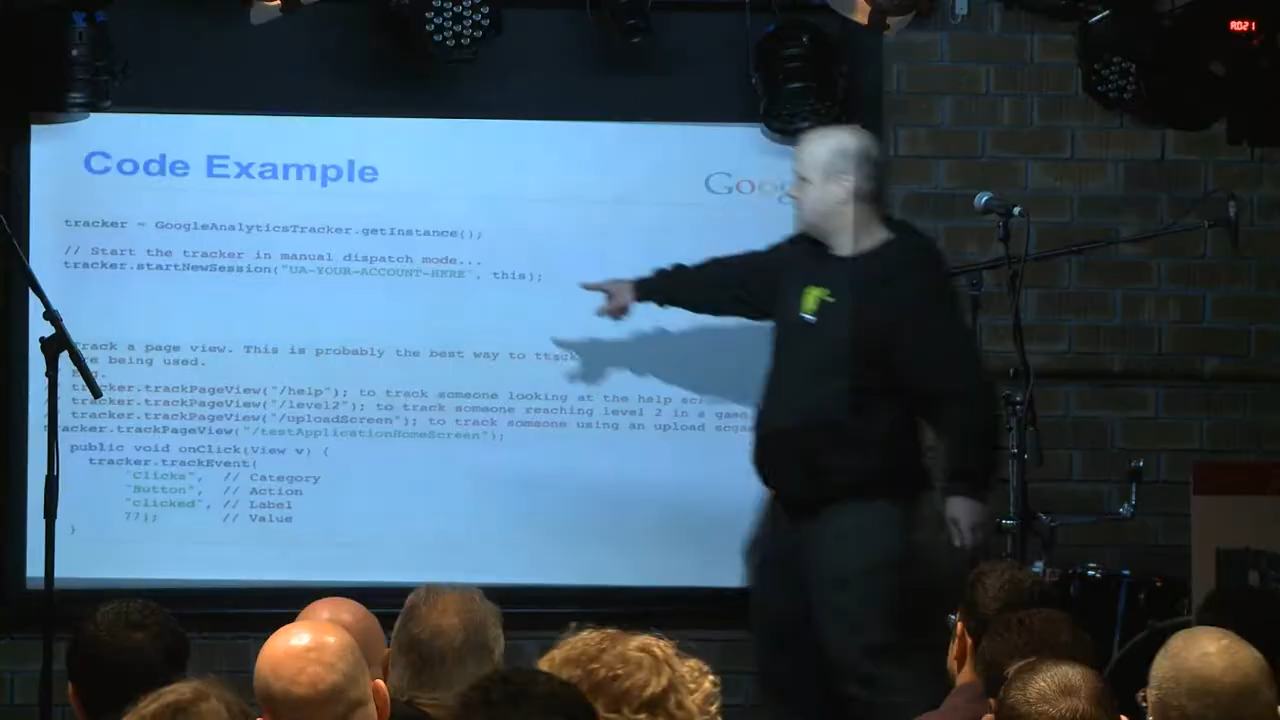 Code Example
Goog
tracker = GoogleAnalyticsTracker.getInstance();
// Start the tracker in manual dispatch mode...
tracker.startNewSession("UA-YOUR-ACCOUNT-HERE", this);
rack a page view. This is probably the best way to
re being used.
tracker.trackPageView("/help"); to track someone looking at the help
tracker.trackPageView("/level2"); to track someone reaching level 2 in a
tracker.trackPageView("/uploadScreen"); to track someone using an upload
racker.trackPageView("/testApplicationHomeScreen");
public void onClick(View v) {
tracker.trackEvent(
"Clicks", // Category
"Button", // Action
"clicked", // Label
77); // Value
}